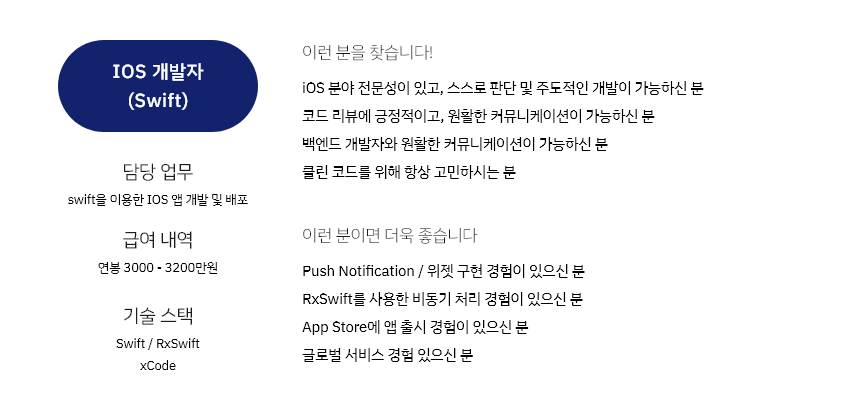 IOS 개발자
(Swift)
담당 업무
swift을 이용한 IOS 앱 개발 및 배포
급여 내역
연봉 3000 - 3200만원
기술 스택
Swift / RxSwift
xCode
이런 분을 찾습니다!
iOS 분야 전문성이 있고, 스스로 판단 및 주도적인 개발이 가능하신 분
코드 리뷰에 긍정적이고, 원활한 커뮤니케이션이 가능하신 분
백엔드 개발자와 원활한 커뮤니케이션이 가능하신 분
클린 코드를 위해 항상 고민하시는 분
이런 분이면 더욱 좋습니다
Push Notification / 위젯 구현 경험이 있으신 분
RxSwift를 사용한 비동기 처리 경험이 있으신 분
App Store에 앱 출시 경험이 있으신 분
글로벌 서비스 경험 있으신 분